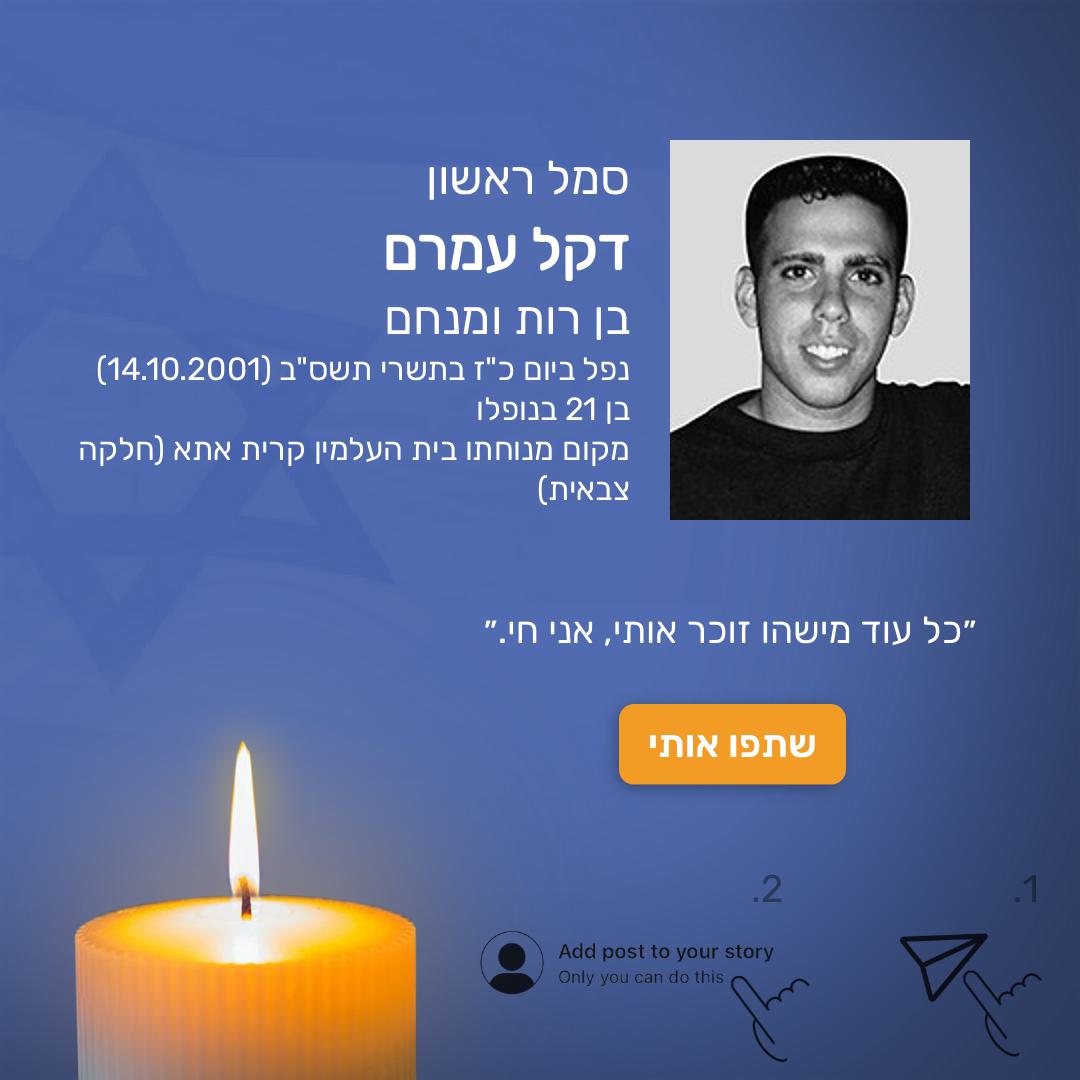 סמל ראשון
דקל עמרם
בן רות ומנחם
נפל ביום כ"ז בתשרי תשס"ב (14.10.2001)
בן 21 בנופלו
מקום מנוחתו בית העלמין קרית אתא (חלקה
צבאית)
״כל עוד מישהו זוכר אותי, אני חי.״
שתפו אותי
.1
.2
Add post to your story
Only you can do this